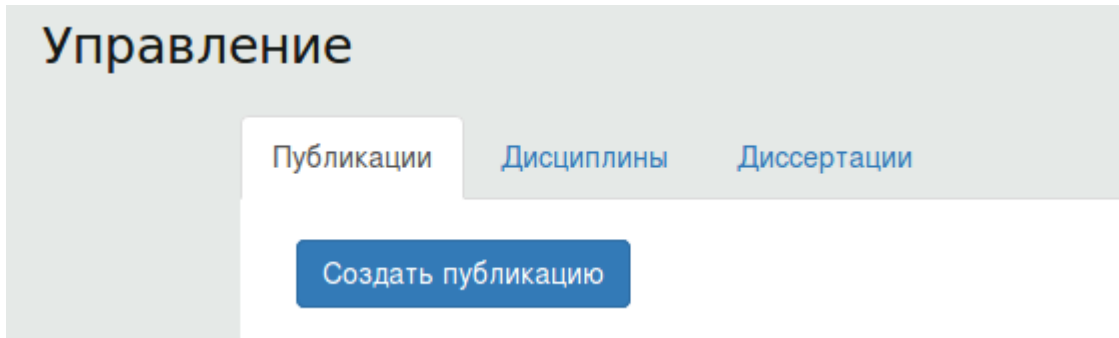 Управление
Публикации Дисциплины Диссертации
Создать публикацию